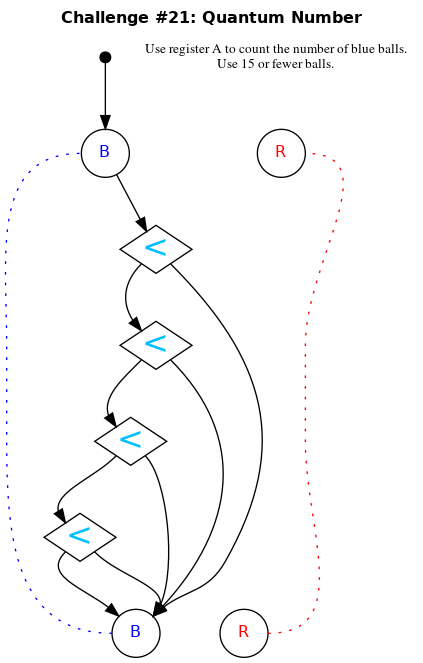 Challenge #21: Quantum Number
Use register A to count the number of blue balls.
Use 15 or fewer balls.
B
R
<
<
<
<
B
R